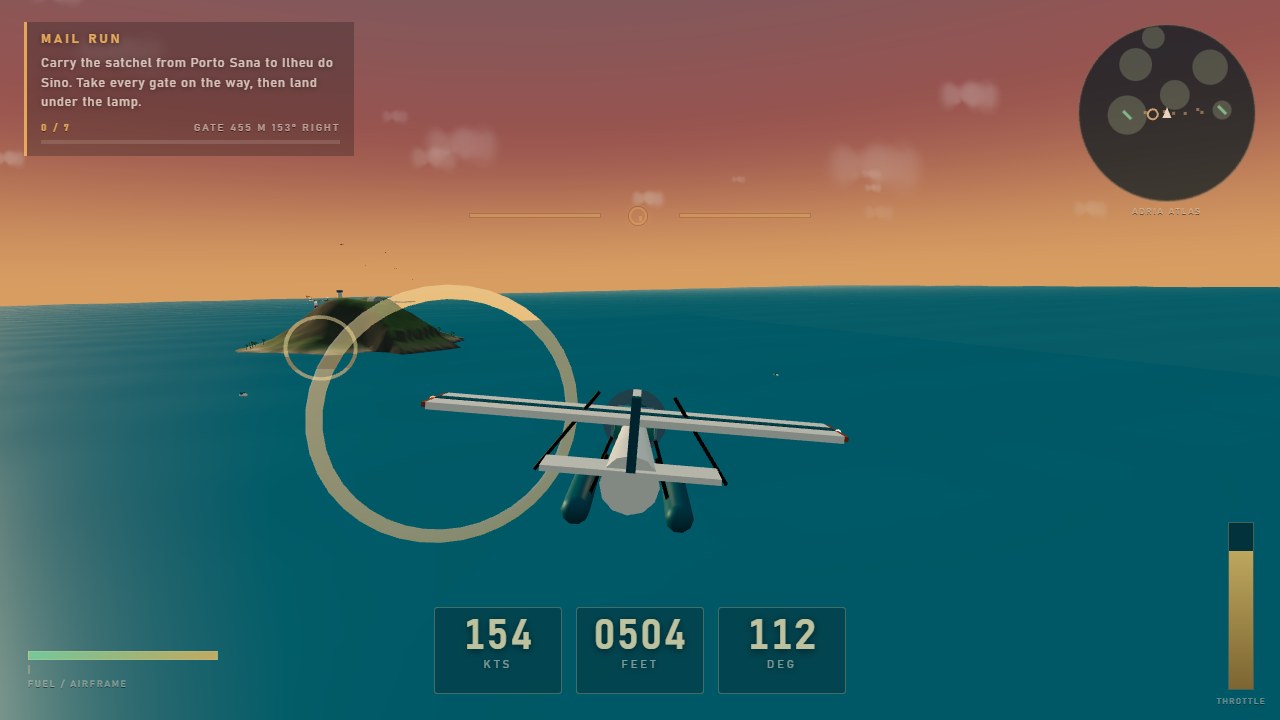 MAIL RUN
Carry the satchel from Porto Sana to Ilheu do
Sino. Take every gate on the way, then land
under the lamp.
0 / 7
GATE 455 M 153° RIGHT
ADRIA ATLAS
154
KTS
0504
FEET
112
DEG
FUEL / AIRFRAME
THROTTLE